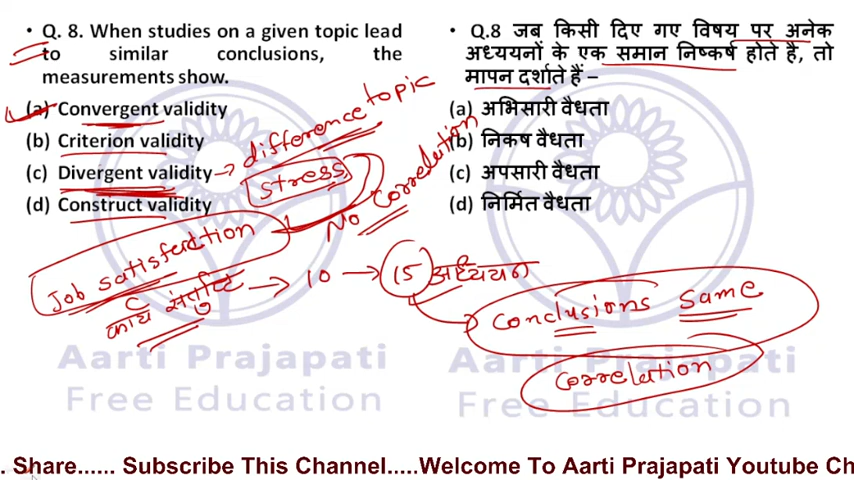 • Q. 8. When studies on a given topic lead
to similar conclusions, the
measurements show.
(a) Convergent validity
(b) Criterion validity
(c) Divergent validity → difference topic
(d) Construct validity
Stress
No correlation
Job satisfaction
कार्य संतुष्टि → 10 → 15 अध्ययन
• Q.8 जब किसी दिए गए विषय पर अनेक
अध्ययनों के एक समान निष्कर्ष होते हैं, तो
मापन दर्शाते हैं –
(a) अभिसारी वैधता
(b) निकष वैधता
(c) अपसारी वैधता
(d) निर्मित वैधता
Conclusions Same
Correlation
Aarti Prajapati
Free Education
Aarti Prajapati
Free Education
. Share...... Subscribe This Channel.....Welcome To Aarti Prajapati Youtube Ch